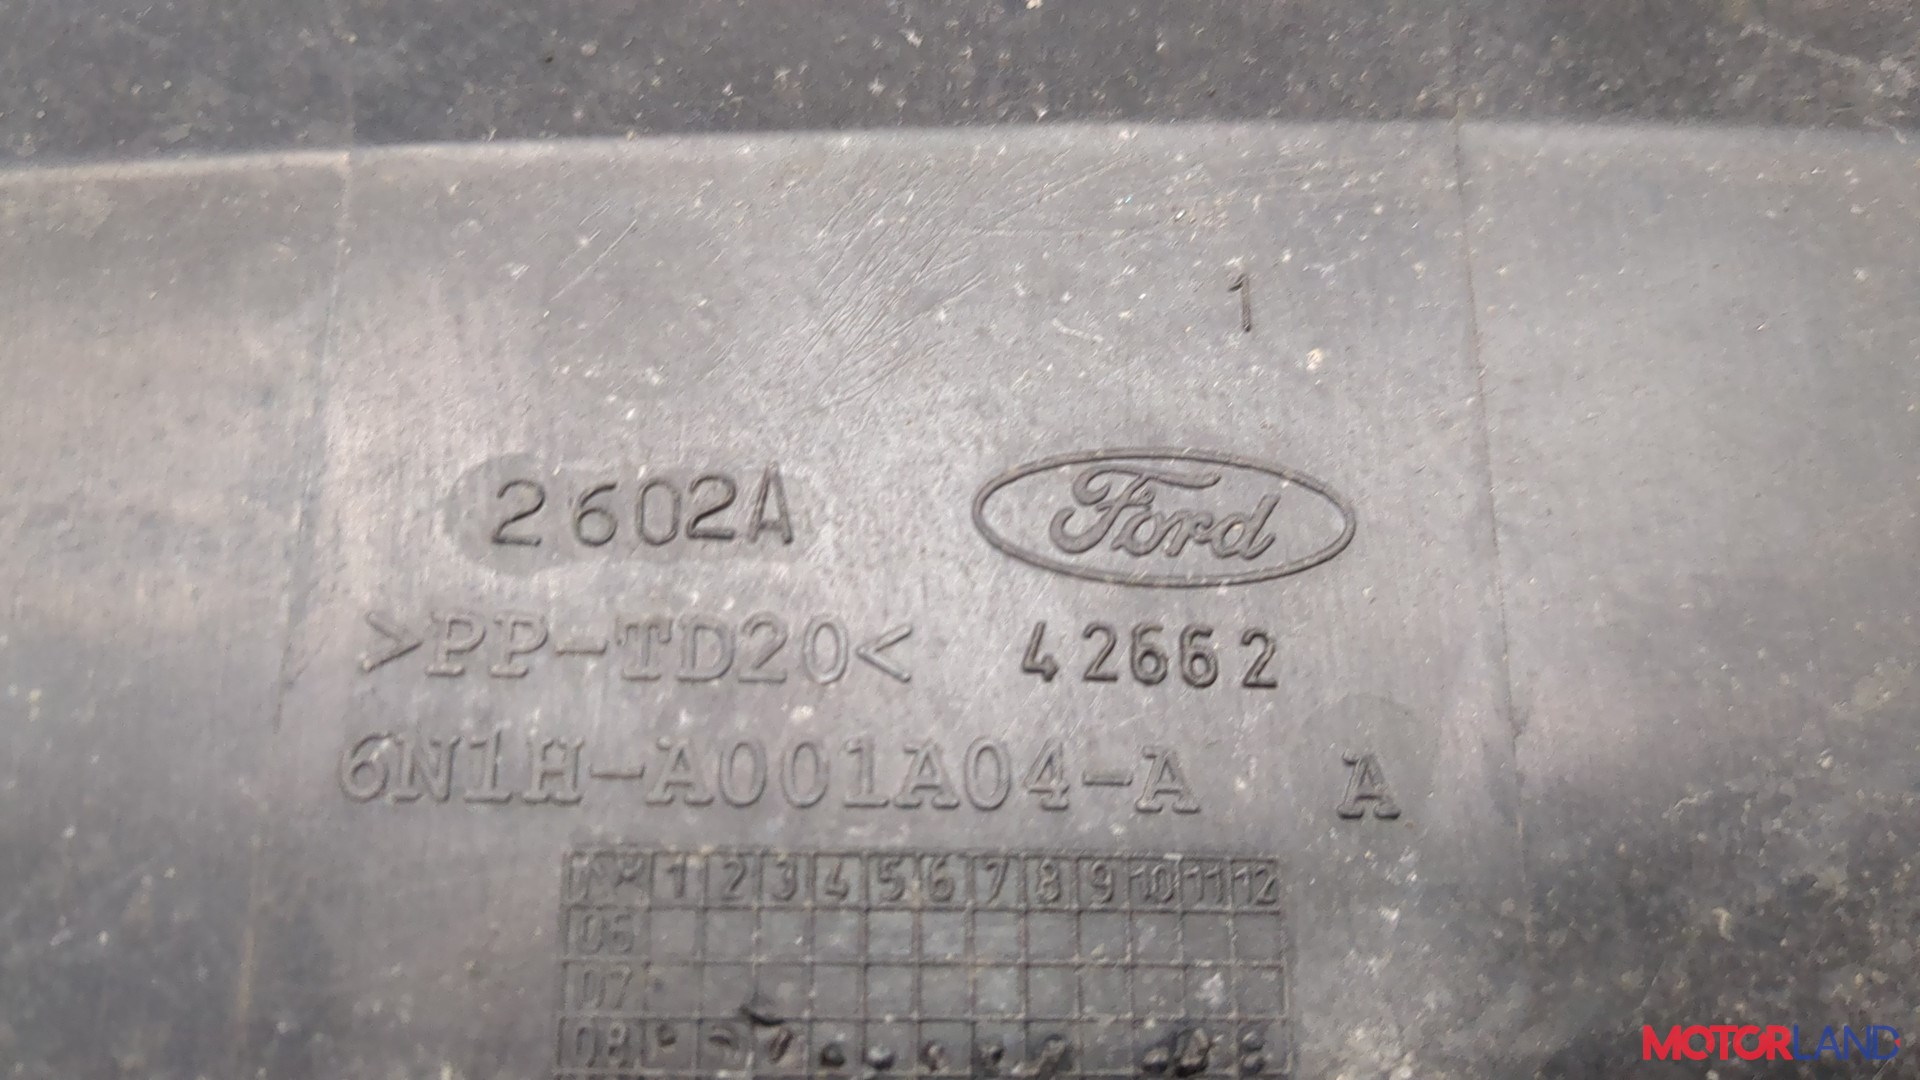 1
2602A Ford
>PP-TD20< 42662
6N1H-A001A04-A A
1 2 3 4 5 6 7 8 9 10 11 12
06
07
08
MOTORLAND